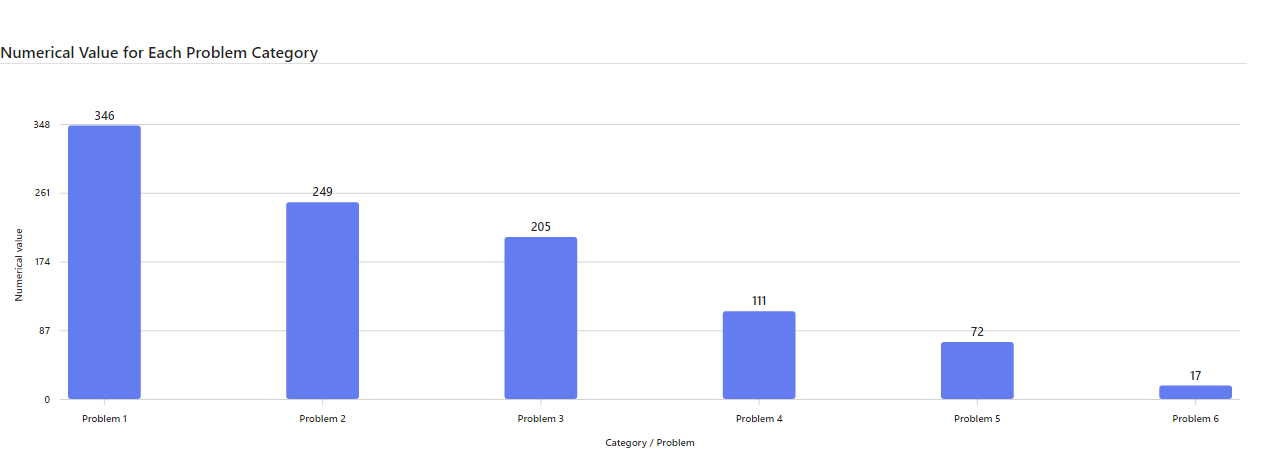 Numerical Value for Each Problem Category
346
348
249
261
205
174
111
87
72
17
0
Numerical value
Problem 1 Problem 2 Problem 3 Problem 4 Problem 5 Problem 6
Category / Problem